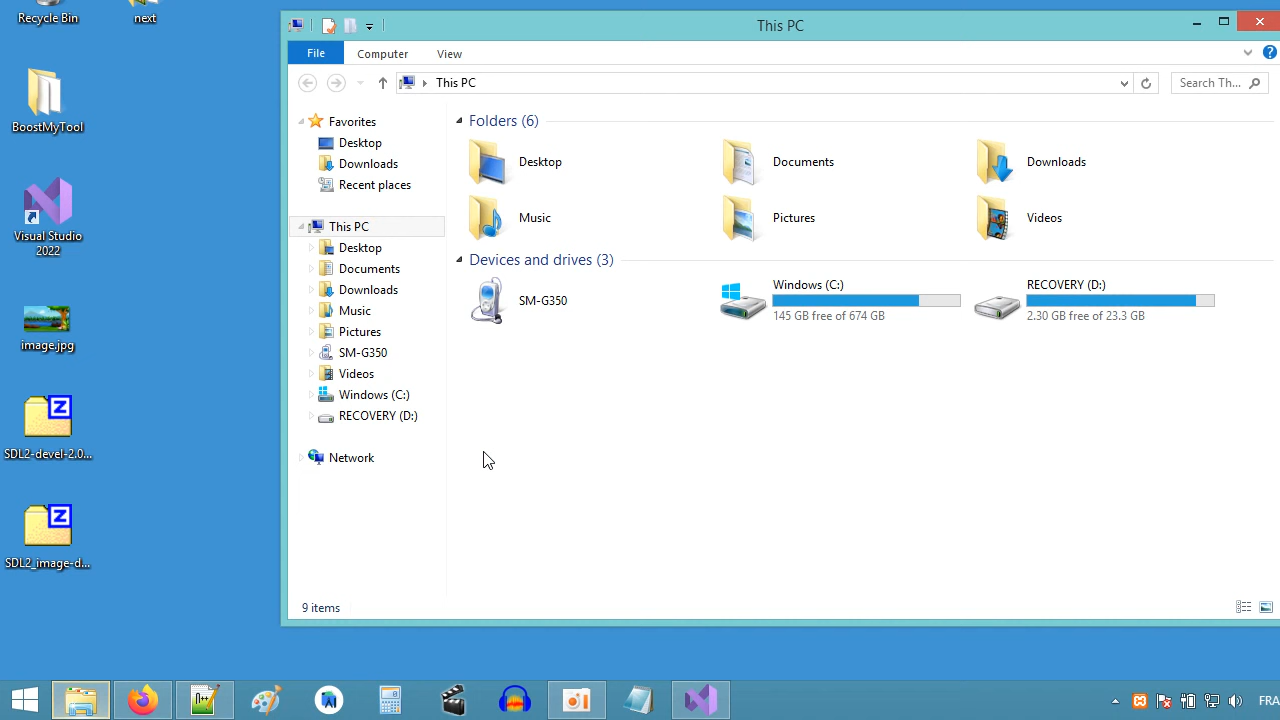 Recycle Bin
next
BoostMyTool
Visual Studio
2022
image.jpg
SDL2-devel-2.0...
SDL2_image-d...
This PC
File
Computer
View
This PC
Search Th...
Favorites
Desktop
Downloads
Recent places
This PC
Desktop
Documents
Downloads
Music
Pictures
SM-G350
Videos
Windows (C:)
RECOVERY (D:)
Network
Folders (6)
Desktop
Documents
Downloads
Music
Pictures
Videos
Devices and drives (3)
SM-G350
Windows (C:)
145 GB free of 674 GB
RECOVERY (D:)
2.30 GB free of 23.3 GB
9 items
FRA